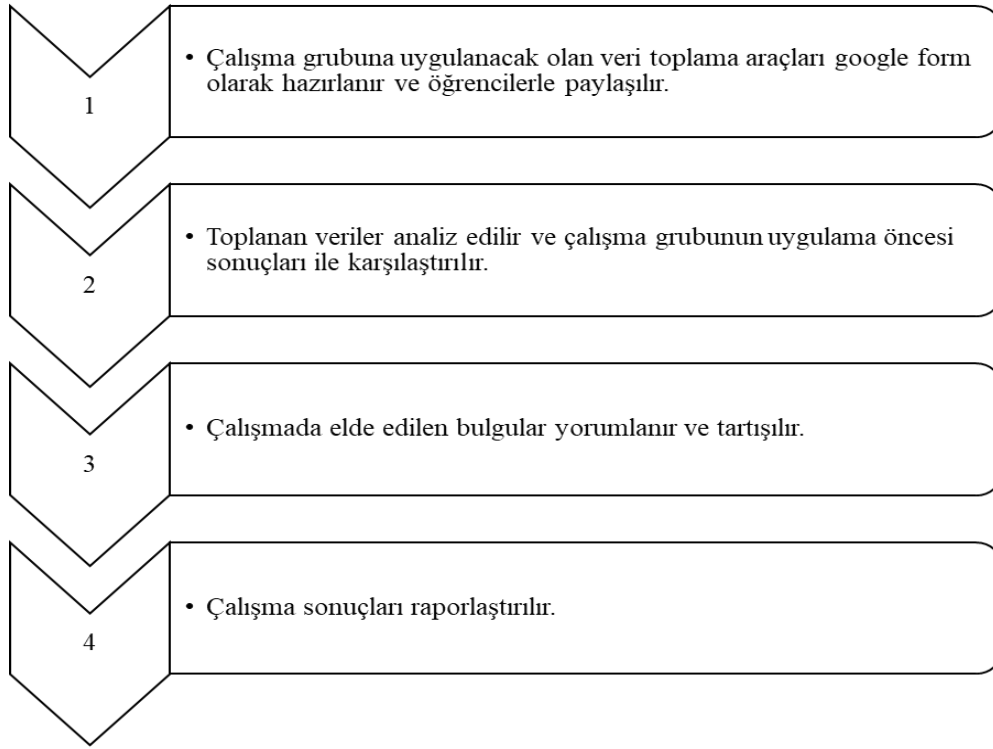 1
• Çalışma grubuna uygulanacak olan veri toplama araçları google form
olarak hazırlanır ve öğrencilerle paylaşılır.
2
• Toplanan veriler analiz edilir ve çalışma grubunun uygulama öncesi
sonuçları ile karşılaştırılır.
3
• Çalışmada elde edilen bulgular yorumlanır ve tartışılır.
4
• Çalışma sonuçları raporlaştırılır.